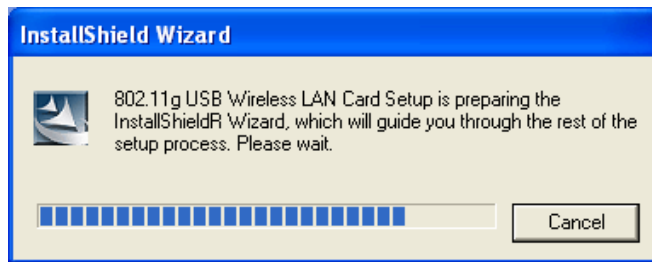 InstallShield Wizard
802.11g USB Wireless LAN Card Setup is preparing the
InstallShieldR Wizard, which will guide you through the rest of the
setup process. Please wait.
Cancel